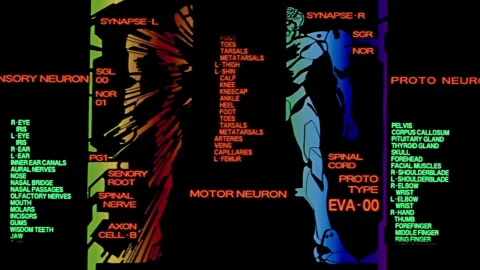 SYNAPSE-L
SENSORY NEURON
SGL
00
NOR
01
R-EYE
IRIS
L-EYE
IRIS
R-EAR
L-EAR
INNER EAR CANALS
AURAL NERVES
NOSE
NASAL BRIDGE
NASAL PASSAGES
OLFACTORY NERVES
MOUTH
MOLARS
INCISORS
GUMS
WISDOM TEETH
JAW
PG1
SENORY
ROOT
SPINAL
NERVE
AXON
CELL-B
FOOT
TOES
TARSALS
METATARSALS
L-THIGH
L-SHIN
CALF
KNEE
KNEECAP
ANKLE
HEEL
FOOT
TOES
TARSALS
METATARSALS
ARTERIES
VEINS
CAPILLARIES
L-FEMUR
MOTOR NEURON
SYNAPSE-R
SGR
NOR
SPINAL
CORD
PROTO
TYPE
EVA-00
PROTO NEURO
PELVIS
CORPUS CALLOSUM
PITUITARY GLAND
THYROID GLAND
SKULL
FOREHEAD
FACIAL MUSCLES
R-SHOULDERBLADE
L-SHOULDERBLADE
R-ELBOW
WRIST
L-ELBOW
WRIST
R-HAND
THUMB
FOREFINGER
MIDDLE FINGER
RING FINGER